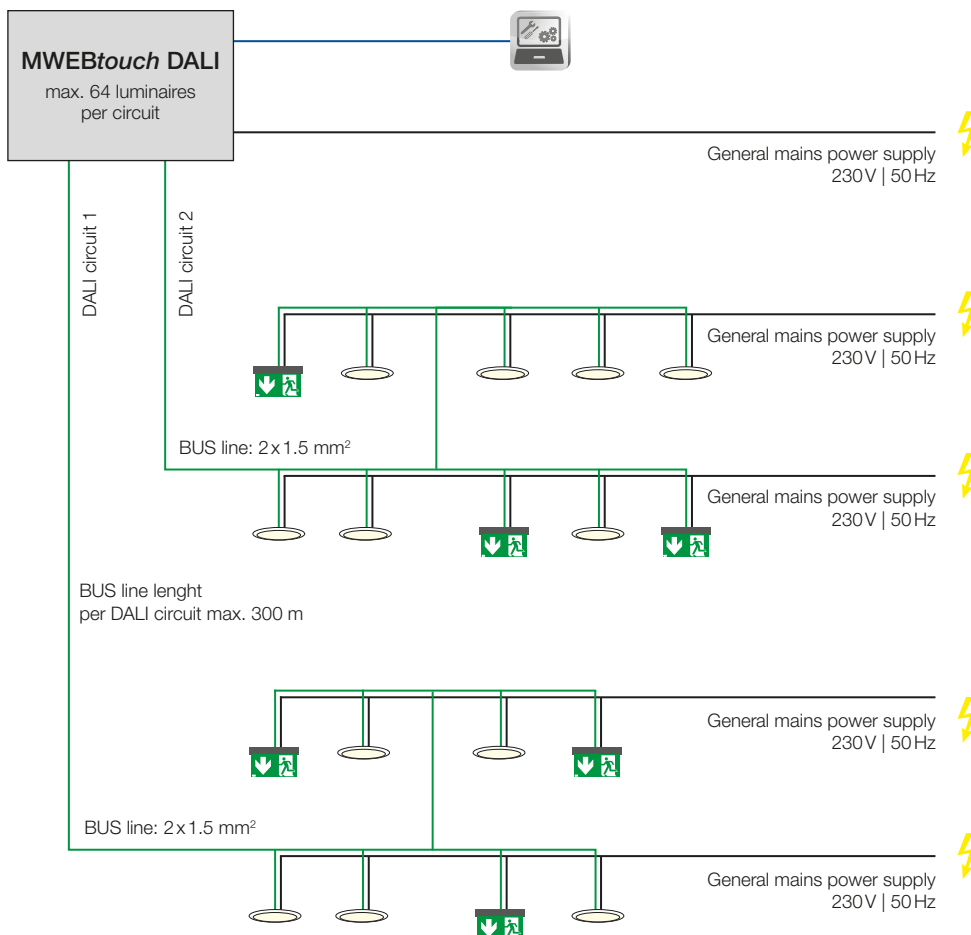 MWEBtouch DALI
max. 64 luminaires
per circuit
General mains power supply
230 V | 50 Hz
DALI circuit 1
DALI circuit 2
General mains power supply
230 V | 50 Hz
BUS line: 2 x 1.5 mm²
General mains power supply
230 V | 50 Hz
BUS line lenght
per DALI circuit max. 300 m
General mains power supply
230 V | 50 Hz
BUS line: 2 x 1.5 mm²
General mains power supply
230 V | 50 Hz